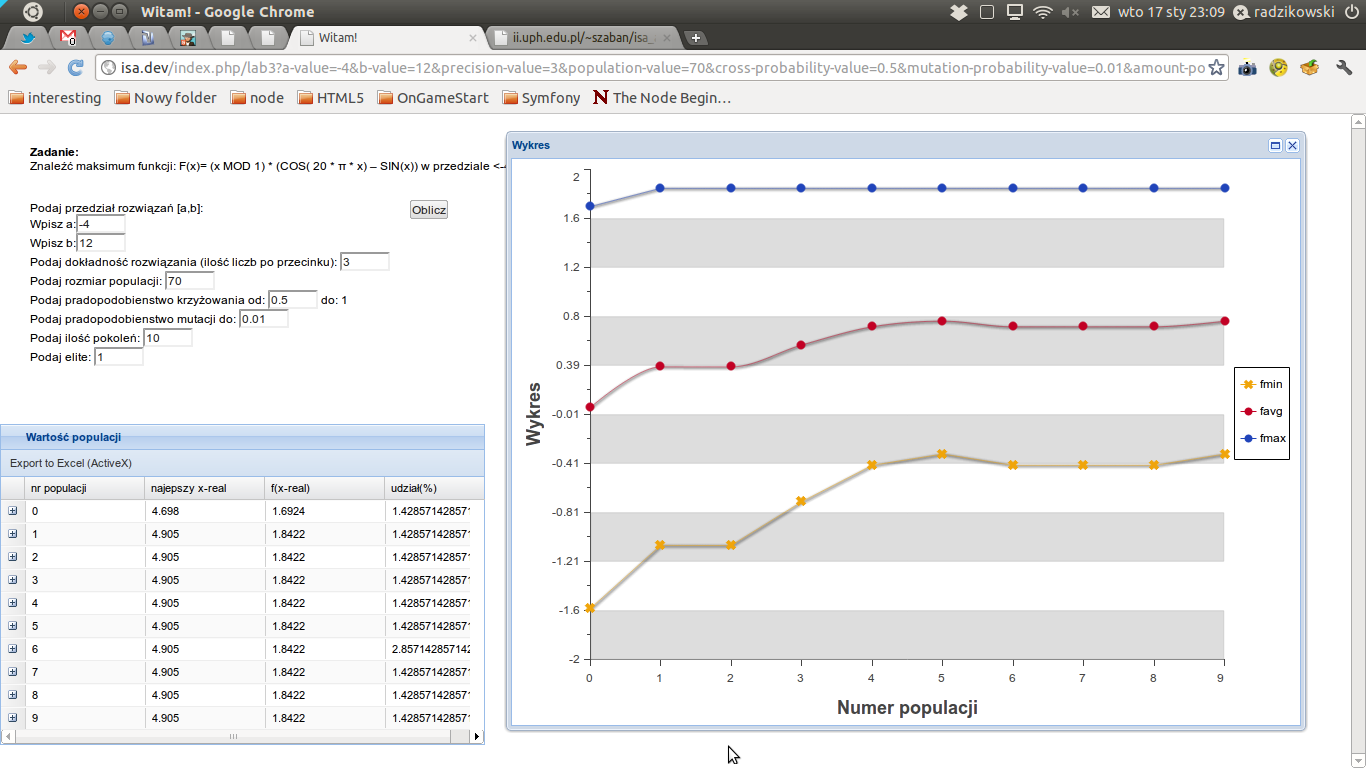 Witam! - Google Chrome
wto 17 sty 23:09 radzikowski
Witam!
ii.uph.edu.pl/~szaban/isa_
isa.dev/index.php/lab3?a-value=-4&b-value=12&precision-value=3&population-value=70&cross-probability-value=0.5&mutation-probability-value=0.01&amount-po
interesting Nowy folder node HTML5 OnGameStart Symfony The Node Begin…
Zadanie:
Znaleźć maksimum funkcji: F(x)= (x MOD 1) * (COS( 20 * π * x) – SIN(x)) w przedziale <-
Podaj przedział rozwiązań [a,b]:
Oblicz
Wpisz a: -4
Wpisz b: 12
Podaj dokładność rozwiązania (ilość liczb po przecinku): 3
Podaj rozmiar populacji: 70
Podaj pradopodobienstwo krzyżowania od: 0.5 do: 1
Podaj pradopodobienstwo mutacji do: 0.01
Podaj ilość pokoleń: 10
Podaj elite: 1
Wartość populacji
Export to Excel (ActiveX)
nr populacji najepszy x-real f(x-real) udział(%)
0 4.698 1.6924 1.42857142857
1 4.905 1.8422 1.42857142857
2 4.905 1.8422 1.42857142857
3 4.905 1.8422 1.42857142857
4 4.905 1.8422 1.42857142857
5 4.905 1.8422 1.42857142857
6 4.905 1.8422 2.85714285714
7 4.905 1.8422 1.42857142857
8 4.905 1.8422 1.42857142857
9 4.905 1.8422 1.42857142857
Wykres
2
1.6
1.2
0.8
0.39
-0.01
-0.41
-0.81
-1.21
-1.6
-2
Wykres
0 1 2 3 4 5 6 7 8 9
Numer populacji
fmin
favg
fmax